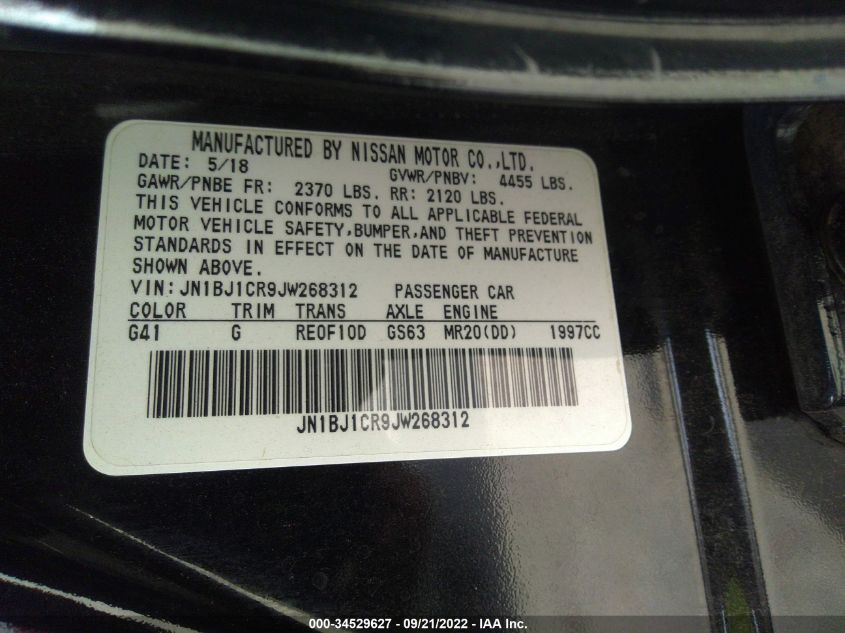 MANUFACTURED BY NISSAN MOTOR CO.,LTD.
DATE: 5/18 GVWR/PNBV: 4455 LBS.
GAWR/PNBE FR: 2370 LBS. RR: 2120 LBS.
THIS VEHICLE CONFORMS TO ALL APPLICABLE FEDERAL
MOTOR VEHICLE SAFETY,BUMPER,AND THEFT PREVENTION
STANDARDS IN EFFECT ON THE DATE OF MANUFACTURE
SHOWN ABOVE.
VIN:JN1BJ1CR9JW268312 PASSENGER CAR
COLOR TRIM TRANS AXLE ENGINE
G41 G RE0F10D GS63 MR20(DD) 1997CC
JN1BJ1CR9JW268312
000-34529627 - 09/21/2022 - IAA Inc.